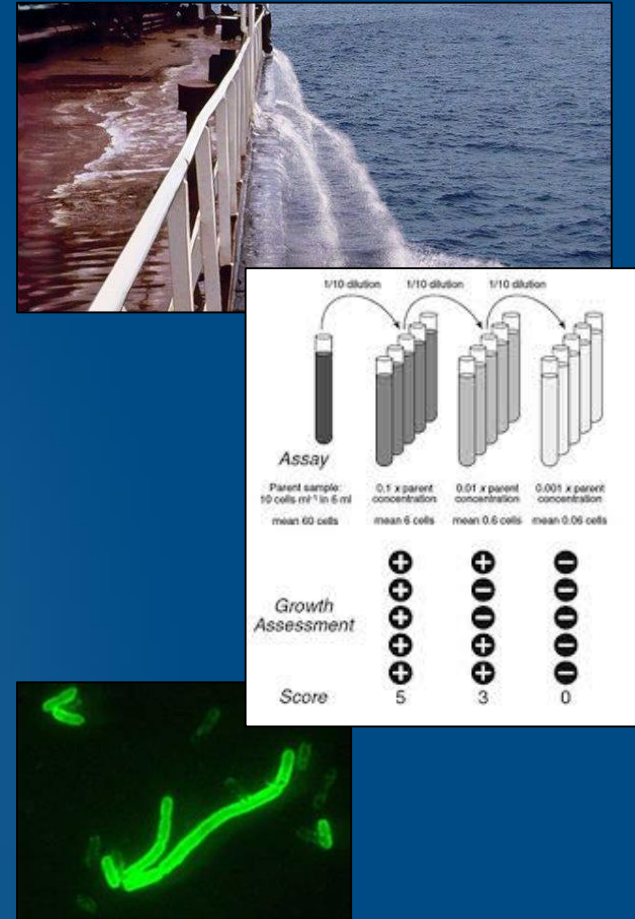 1/10 dilution 1/10 dilution 1/10 dilution
Assay
Parent sample: 0.1 x parent 0.01 x parent 0.001 x parent
10 cells ml⁻¹ in 6 ml concentration concentration concentration
mean 60 cells mean 6 cells mean 0.6 cells mean 0.06 cells
+ + −
+ − −
Growth + − −
Assessment + + −
+ + −
Score 5 3 0